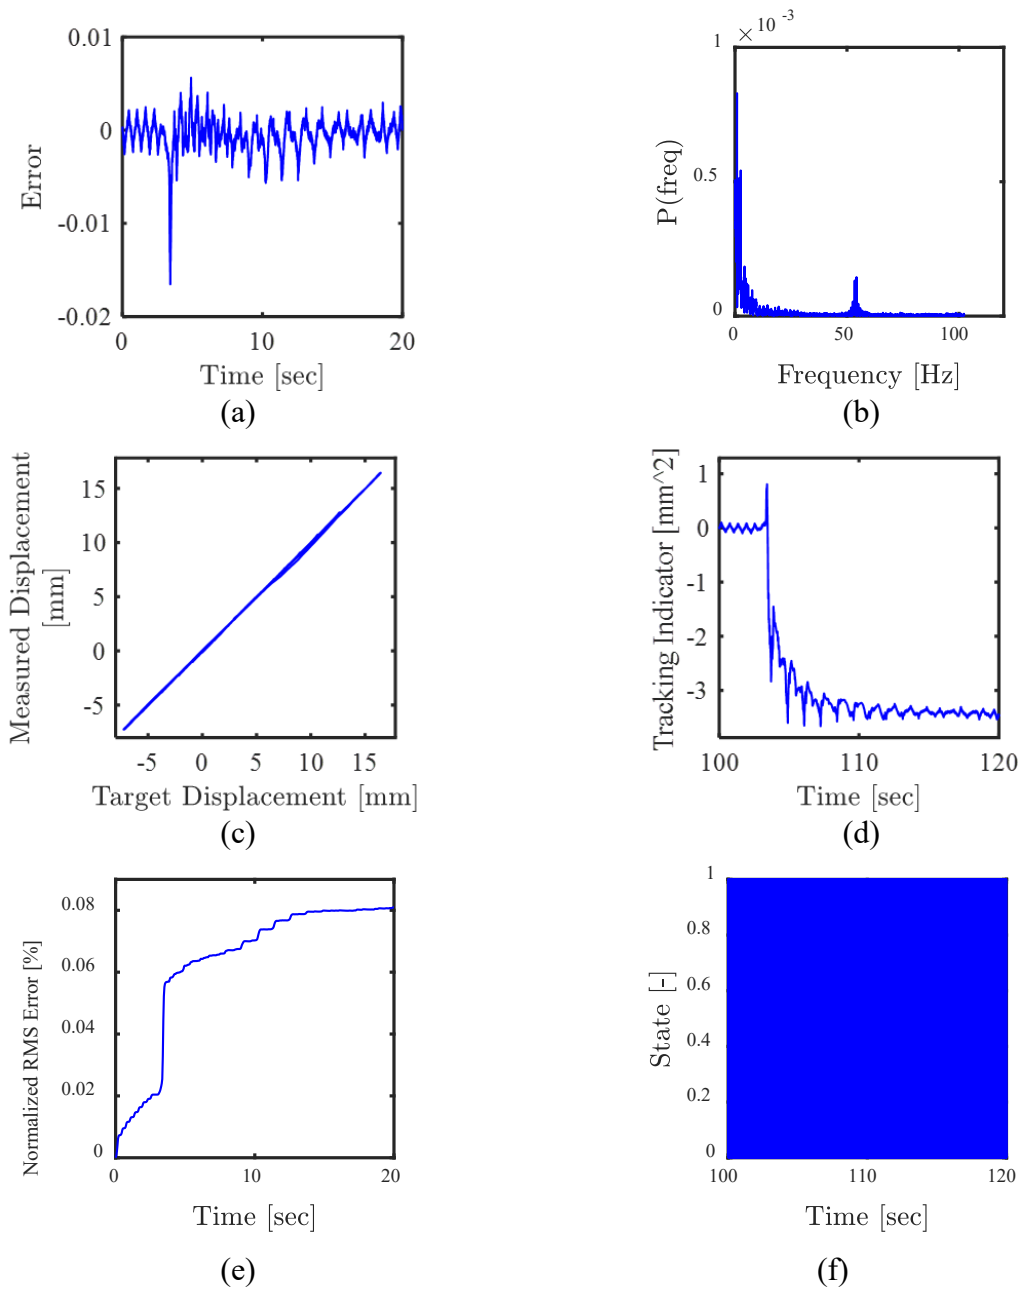 0.01
0
-0.01
-0.02
Error
0
10
20
Time [sec]
(a)
1
× 10 -3
0.5
0
P(freq)
0
50
100
Frequency [Hz]
(b)
15
10
5
0
-5
Measured Displacement
[mm]
-5
0
5
10
15
Target Displacement [mm]
(c)
1
0
-1
-2
-3
Tracking Indicator [mm^2]
100
110
120
Time [sec]
(d)
0.08
0.06
0.04
0.02
0
Normalized RMS Error [%]
0
10
20
Time [sec]
(e)
1
0.8
0.6
0.4
0.2
0
State [-]
100
110
120
Time [sec]
(f)